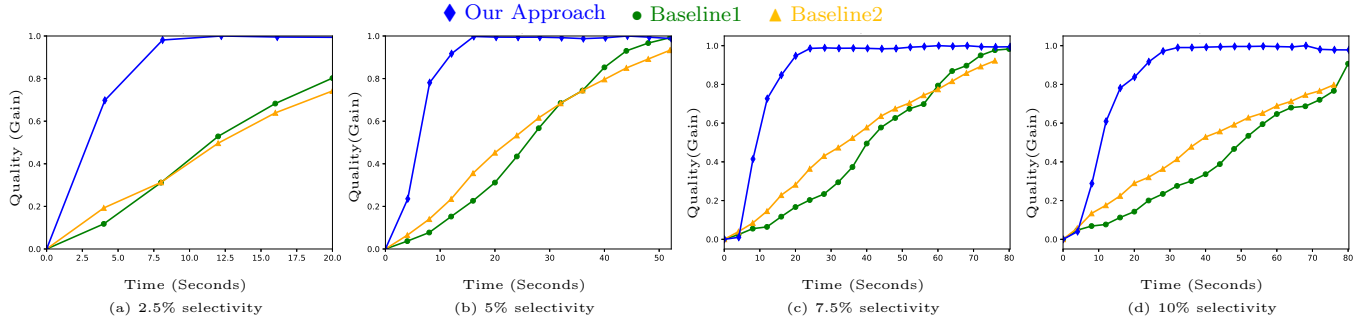 Our Approach Baseline1 Baseline2
1.0
0.8
0.6
0.4
0.2
0.0
Quality (Gain)
0.0 2.5 5.0 7.5 10.0 12.5 15.0 17.5 20.0
Time (Seconds)
(a) 2.5% selectivity
1.0
0.8
0.6
0.4
0.2
0.0
Quality(Gain)
0 10 20 30 40 50
Time (Seconds)
(b) 5% selectivity
1.0
0.8
0.6
0.4
0.2
0.0
Quality(Gain)
0 10 20 30 40 50 60 70 80
Time (Seconds)
(c) 7.5% selectivity
1.0
0.8
0.6
0.4
0.2
0.0
Quality(Gain)
0 10 20 30 40 50 60 70 80
Time (Seconds)
(d) 10% selectivity